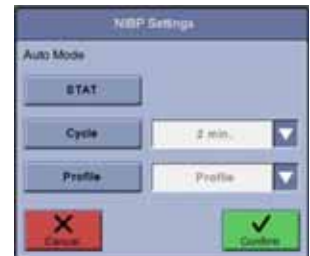 NIBP Settings
Auto Mode
STAT
Cycle 2 min.
Profile Profile
Cancel Confirm